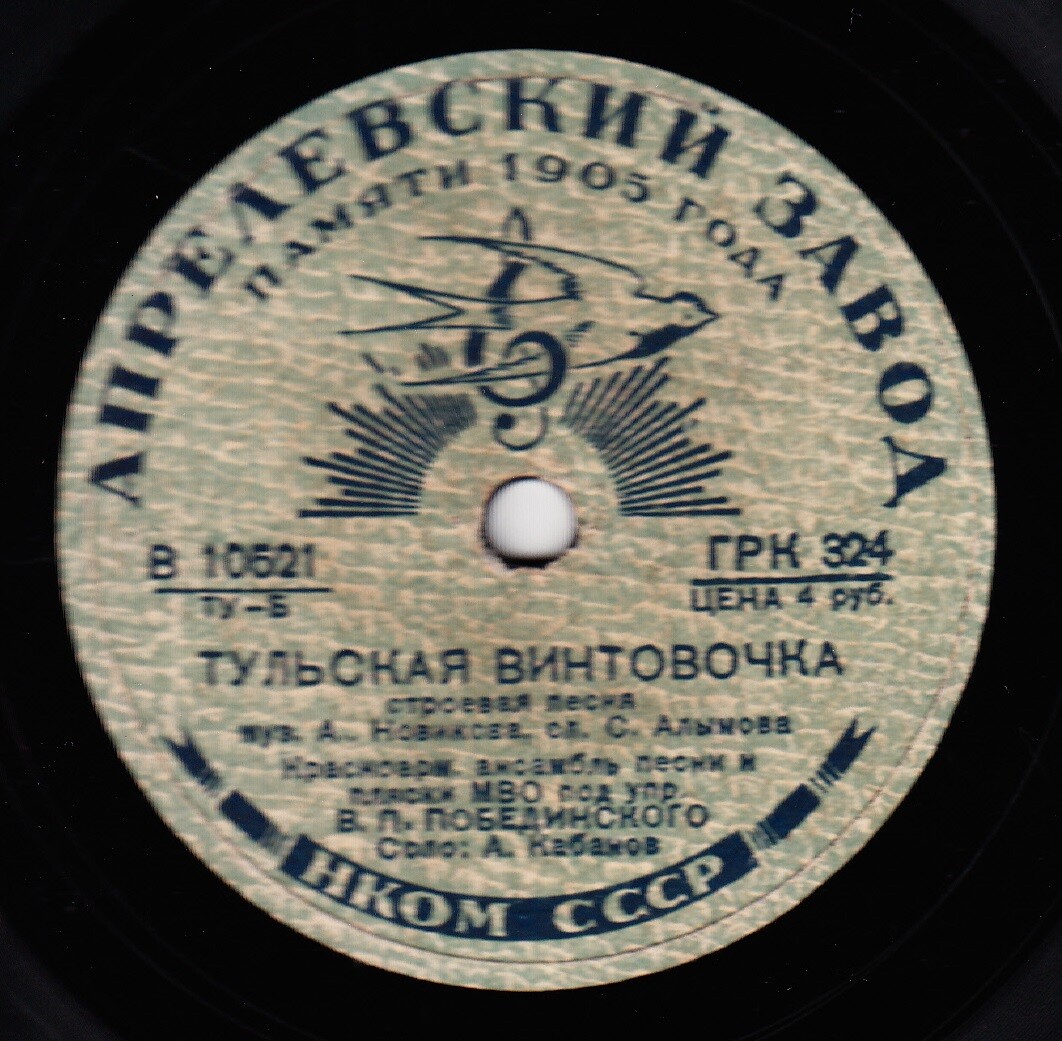 АПРЕЛЕВСКИЙ ЗАВОД
ПАМЯТИ 1905 ГОДА
В 10521
ТУ-Б
ГРК 324
ЦЕНА 4 руб.
ТУЛЬСКАЯ ВИНТОВОЧКА
строевая песня
муз. А. Новикова, сл. С. Алымова
Красноарм. ансамбль песни и
пляски МВО под упр.
В. П. ПОБЕДИНСКОГО
Соло: А. Кабанов
НКОМ СССР